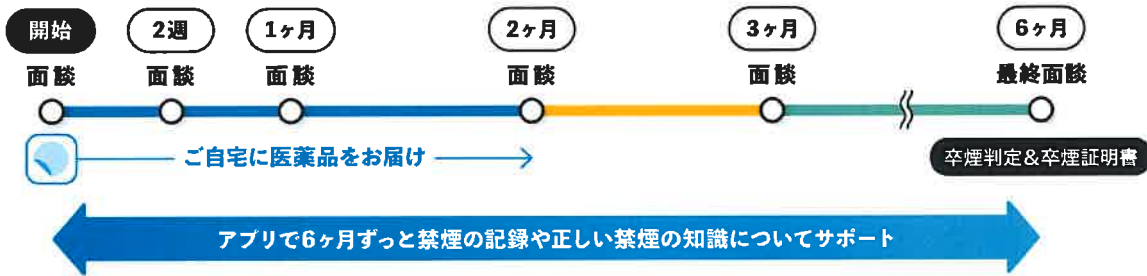 開始 2週 1ヶ月 2ヶ月 3ヶ月 6ヶ月
面談 面談 面談 面談 面談 最終面談
ご自宅に医薬品をお届け
卒煙判定&卒煙証明書
アプリで6ヶ月ずっと禁煙の記録や正しい禁煙の知識についてサポート